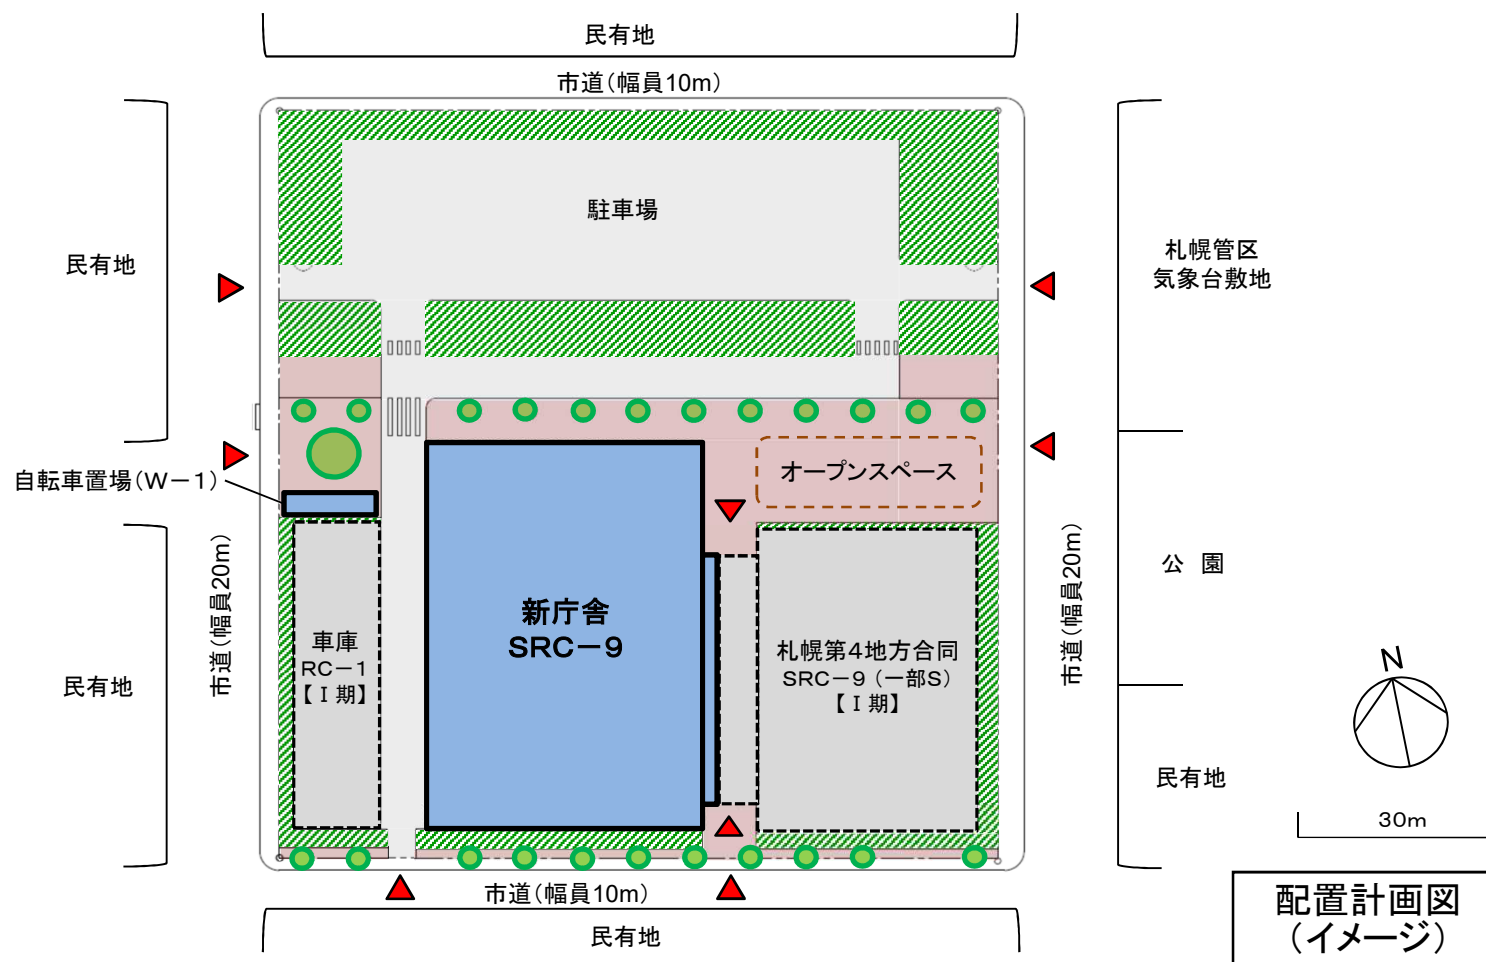 民有地
市道(幅員10m)
駐車場
民有地
札幌管区
気象台敷地
自転車置場(W-1)
オープンスペース
市道(幅員20m)
新庁舎
SRC-9
車庫
RC-1
【Ⅰ期】
札幌第4地方合同
SRC-9(一部S)
【Ⅰ期】
市道(幅員20m)
公 園
民有地
民有地
N
30m
市道(幅員10m)
民有地
配置計画図
(イメージ)